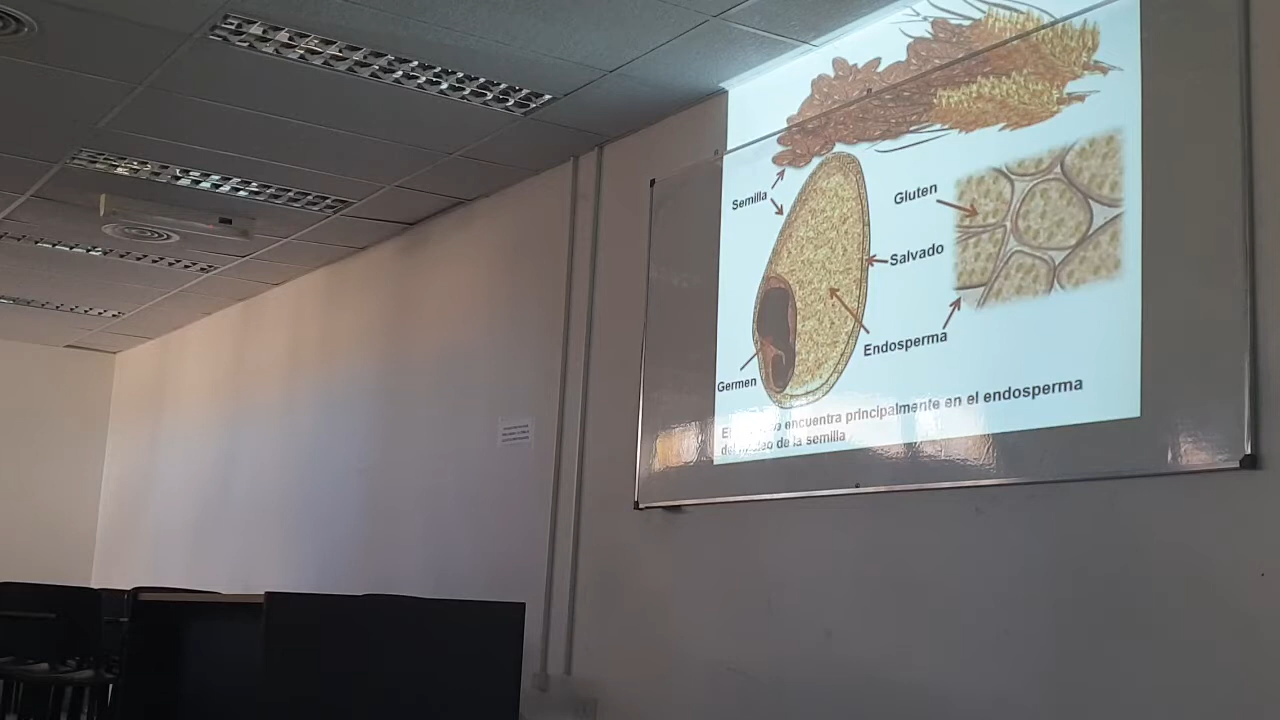 Semilla
Gluten
Salvado
Endosperma
Germen
encuentra principalmente en el endosperma
de la semilla